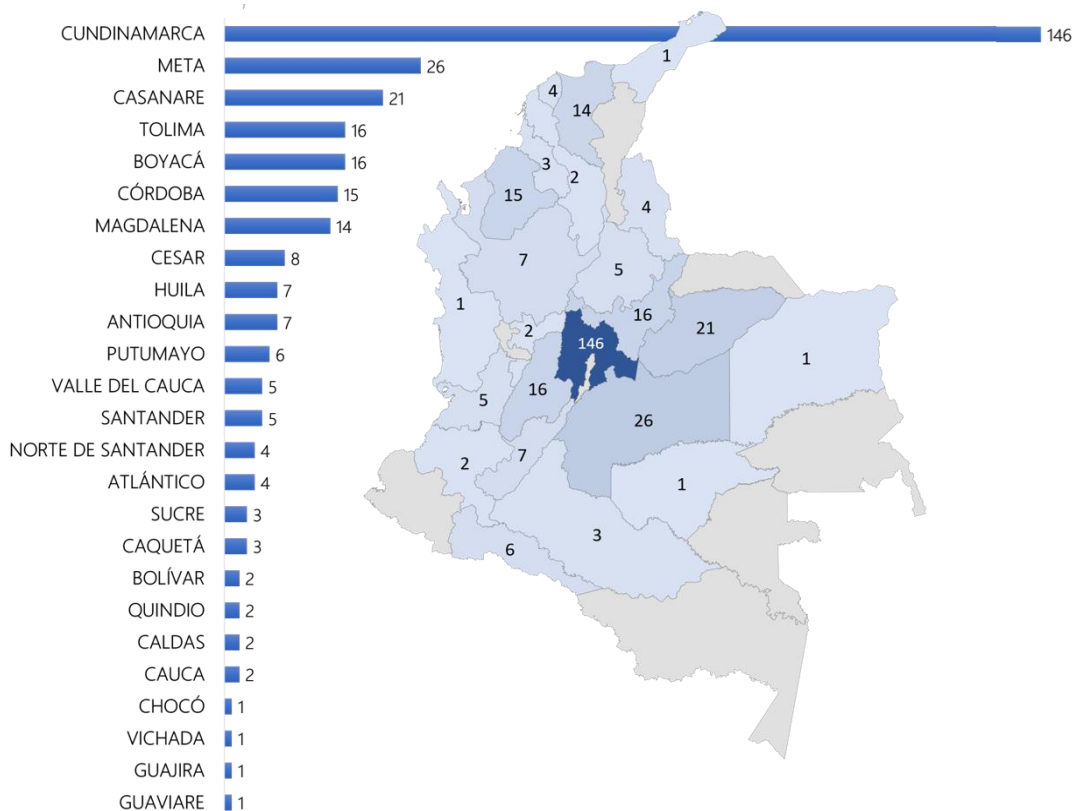 CUNDINAMARCA 146
META 26
CASANARE 21
TOLIMA 16
BOYACÁ 16
CÓRDOBA 15
MAGDALENA 14
CESAR 8
HUILA 7
ANTIOQUIA 7
PUTUMAYO 6
VALLE DEL CAUCA 5
SANTANDER 5
NORTE DE SANTANDER 4
ATLÁNTICO 4
SUCRE 3
CAQUETÁ 3
BOLÍVAR 2
QUINDIO 2
CALDAS 2
CAUCA 2
CHOCÓ 1
VICHADA 1
GUAJIRA 1
GUAVIARE 1
1
4
14
3
2
15
4
7
5
1
16
2
21
146
1
16
5
26
7
2
1
3
6